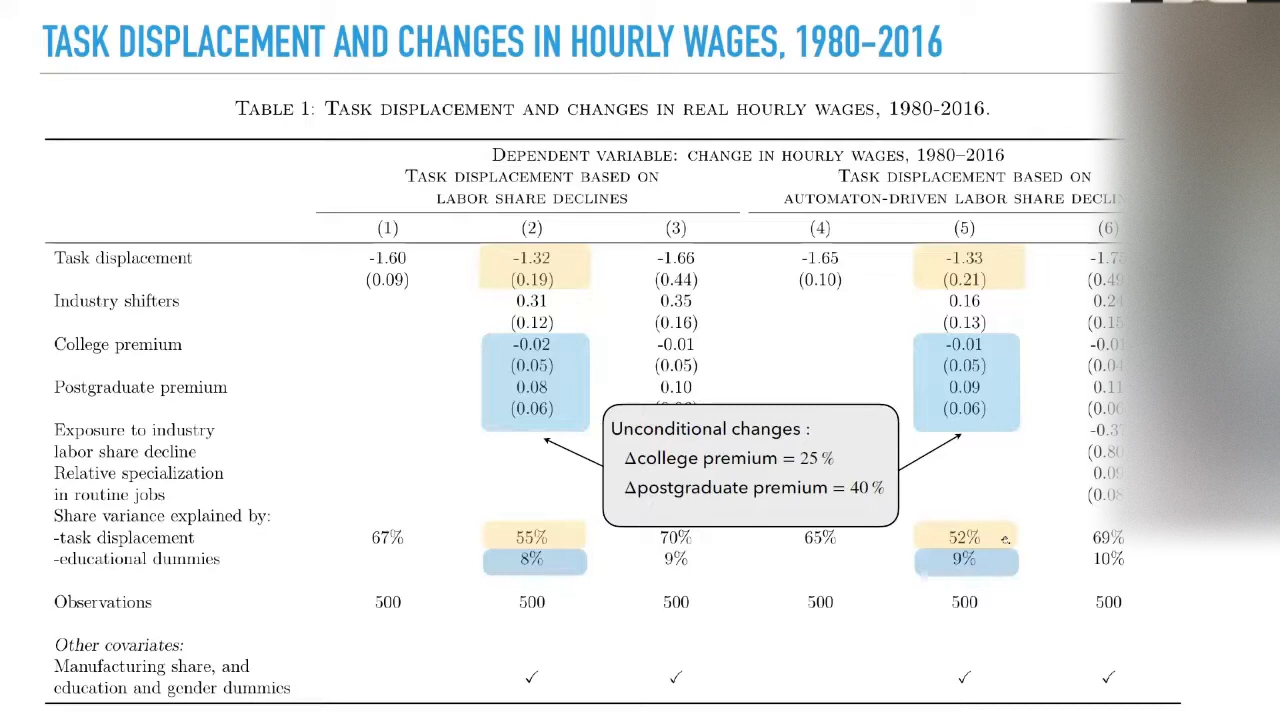 TASK DISPLACEMENT AND CHANGES IN HOURLY WAGES, 1980-2016
TABLE 1: TASK DISPLACEMENT AND CHANGES IN REAL HOURLY WAGES, 1980-2016.
DEPENDENT VARIABLE: CHANGE IN HOURLY WAGES, 1980–2016
TASK DISPLACEMENT BASED ON TASK DISPLACEMENT BASED ON
LABOR SHARE DECLINES AUTOMATON-DRIVEN LABOR SHARE
(1) (2) (3) (4) (5) (6)
Task displacement -1.60 -1.32 -1.66 -1.65 -1.33
(0.09) (0.19) (0.44) (0.10) (0.21)
Industry shifters 0.31 0.35 0.16
(0.12) (0.16) (0.13)
College premium -0.02 -0.01 -0.01
(0.05) (0.05) (0.05)
Postgraduate premium 0.08 0.10 0.09 0.11
(0.06) (0.06)
Exposure to industry
labor share decline
Relative specialization 0.09
in routine jobs
Unconditional changes :
Δcollege premium = 25 %
Δpostgraduate premium = 40 %
Share variance explained by:
-task displacement 67% 55% 70% 65% 52% 69%
-educational dummies 8% 9% 9% 10%
Observations 500 500 500 500 500 500
Other covariates:
Manufacturing share, and
education and gender dummies ✓ ✓ ✓ ✓